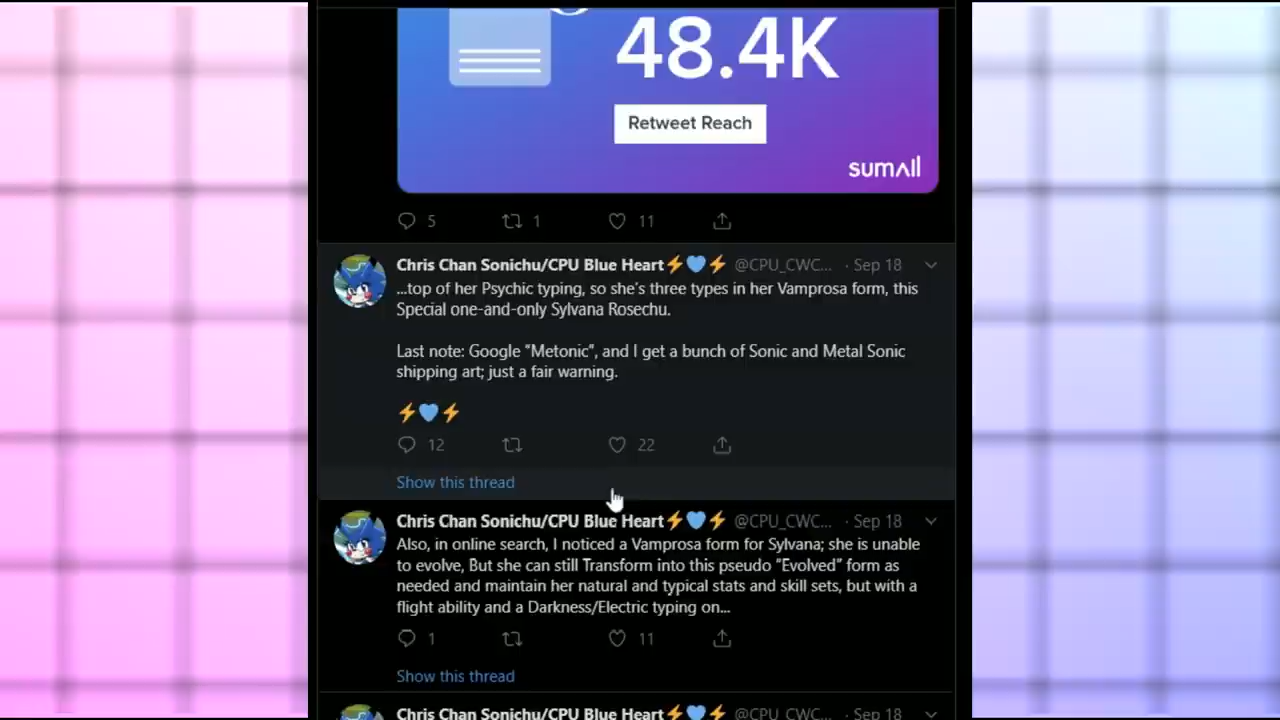 48.4K
Retweet Reach
sumall
5 1 11
Chris Chan Sonichu/CPU Blue Heart⚡💙⚡ @CPU_CWC... · Sep 18
...top of her Psychic typing, so she's three types in her Vamprosa form, this
Special one-and-only Sylvana Rosechu.
Last note: Google "Metonic", and I get a bunch of Sonic and Metal Sonic
shipping art; just a fair warning.
⚡💙⚡
12 22
Show this thread
Chris Chan Sonichu/CPU Blue Heart⚡💙⚡ @CPU_CWC... · Sep 18
Also, in online search, I noticed a Vamprosa form for Sylvana; she is unable
to evolve, But she can still Transform into this pseudo "Evolved" form as
needed and maintain her natural and typical stats and skill sets, but with a
flight ability and a Darkness/Electric typing on...
1 11
Show this thread
Chris Chan Sonichu/CPU Blue Heart⚡💙⚡ @CPU_CWC... · Sep 18